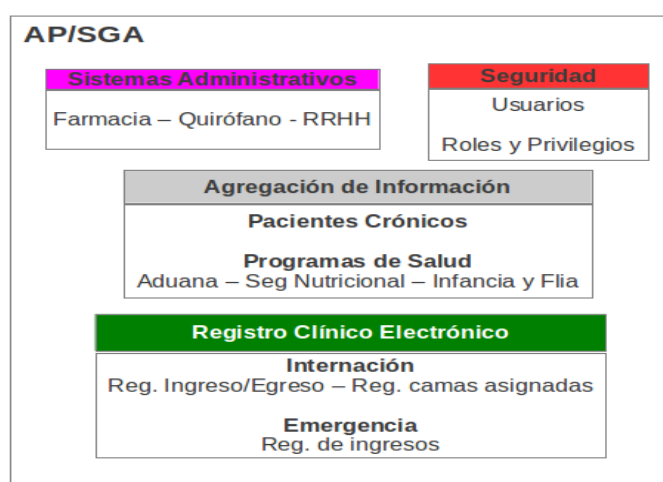 AP/SGA
Sistemas Administrativos
Farmacia – Quirófano - RRHH
Seguridad
Usuarios
Roles y Privilegios
Agregación de Información
Pacientes Crónicos
Programas de Salud
Aduana – Seg Nutricional – Infancia y Flia
Registro Clínico Electrónico
Internación
Reg. Ingreso/Egreso – Reg. camas asignadas
Emergencia
Reg. de ingresos